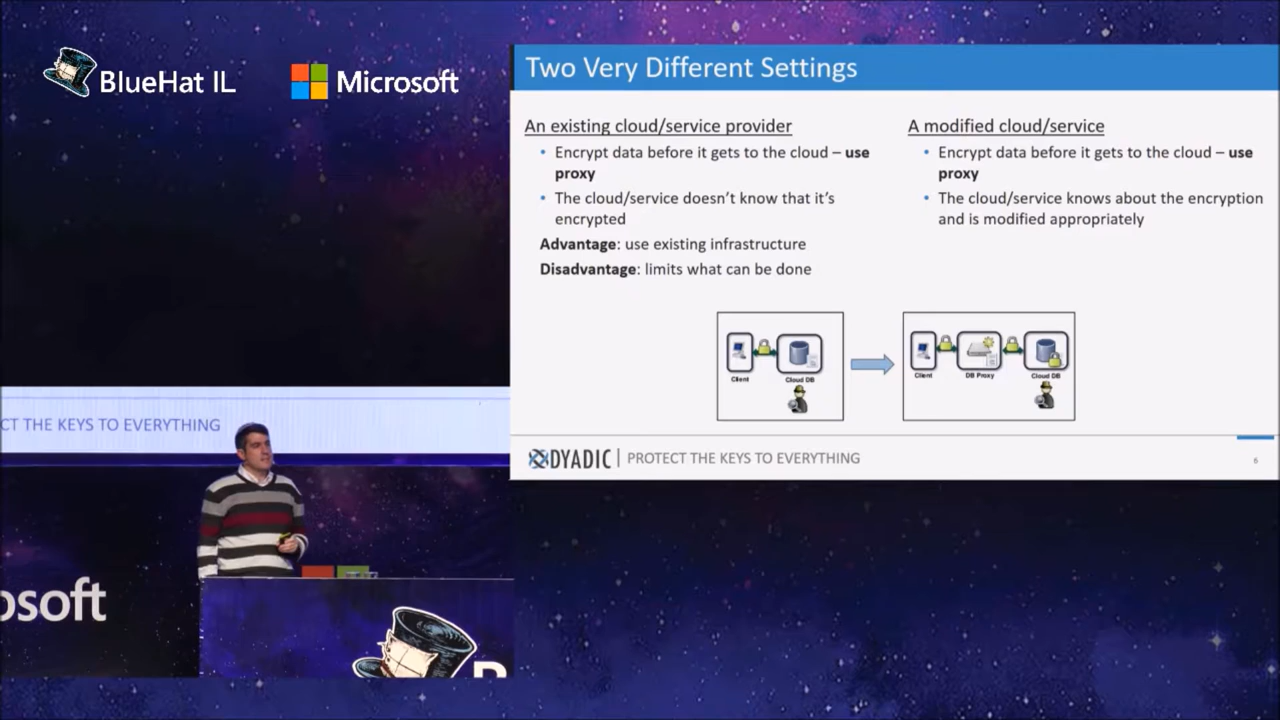 BlueHat IL
Microsoft
Two Very Different Settings
An existing cloud/service provider
• Encrypt data before it gets to the cloud – use
proxy
• The cloud/service doesn't know that it's
encrypted
Advantage: use existing infrastructure
Disadvantage: limits what can be done
A modified cloud/service
• Encrypt data before it gets to the cloud – use
proxy
• The cloud/service knows about the encryption
and is modified appropriately
Client
Cloud DB
Client
DB Proxy
Cloud DB
DYADIC | PROTECT THE KEYS TO EVERYTHING
6
CT THE KEYS TO EVERYTHING
osoft